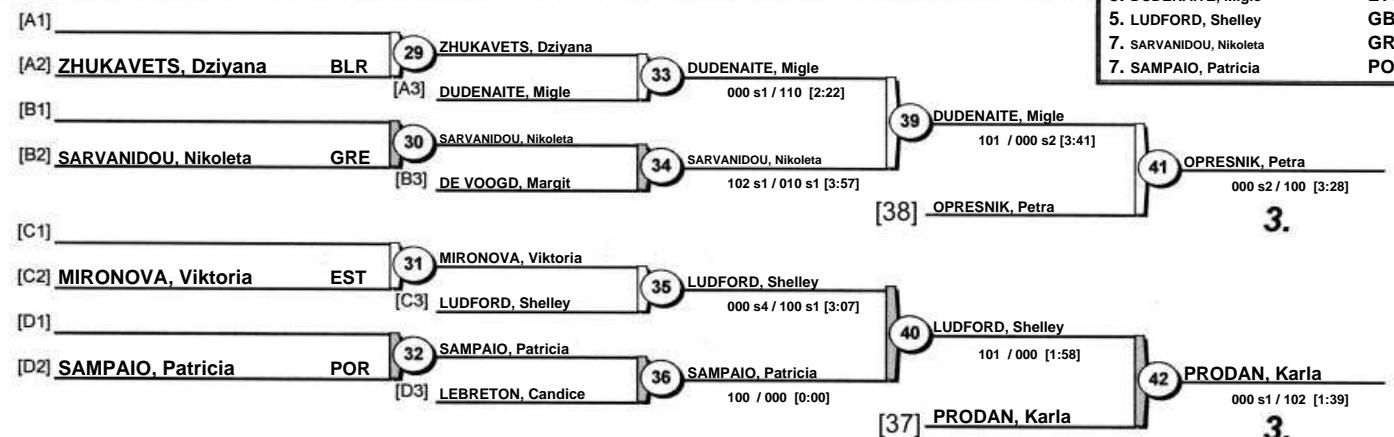 5. LUDFORD, Shelley GB
7. SARVANIDOU, Nikoleta GR
7. SAMPAIO, Patricia PO
[A1]
29 ZHUKAVETS, Dziyana
[A2] ZHUKAVETS, Dziyana BLR
33 DUDENAITE, Migle
[A3] DUDENAITE, Migle
000 s1 / 110 [2:22]
[B1]
39 DUDENAITE, Migle
101 / 000 s2 [3:41]
30 SARVANIDOU, Nikoleta
[B2] SARVANIDOU, Nikoleta GRE
34 SARVANIDOU, Nikoleta
[B3] DE VOOGD, Margit
102 s1 / 010 s1 [3:57]
41 OPRESNIK, Petra
000 s2 / 100 [3:28]
[38] OPRESNIK, Petra
3.
[C1]
31 MIRONOVA, Viktoria
[C2] MIRONOVA, Viktoria EST
35 LUDFORD, Shelley
[C3] LUDFORD, Shelley
000 s4 / 100 s1 [3:07]
[D1]
40 LUDFORD, Shelley
101 / 000 [1:58]
32 SAMPAIO, Patricia
[D2] SAMPAIO, Patricia POR
36 SAMPAIO, Patricia
[D3] LEBRETON, Candice
100 / 000 [0:00]
42 PRODAN, Karla
000 s1 / 102 [1:39]
[37] PRODAN, Karla
3.